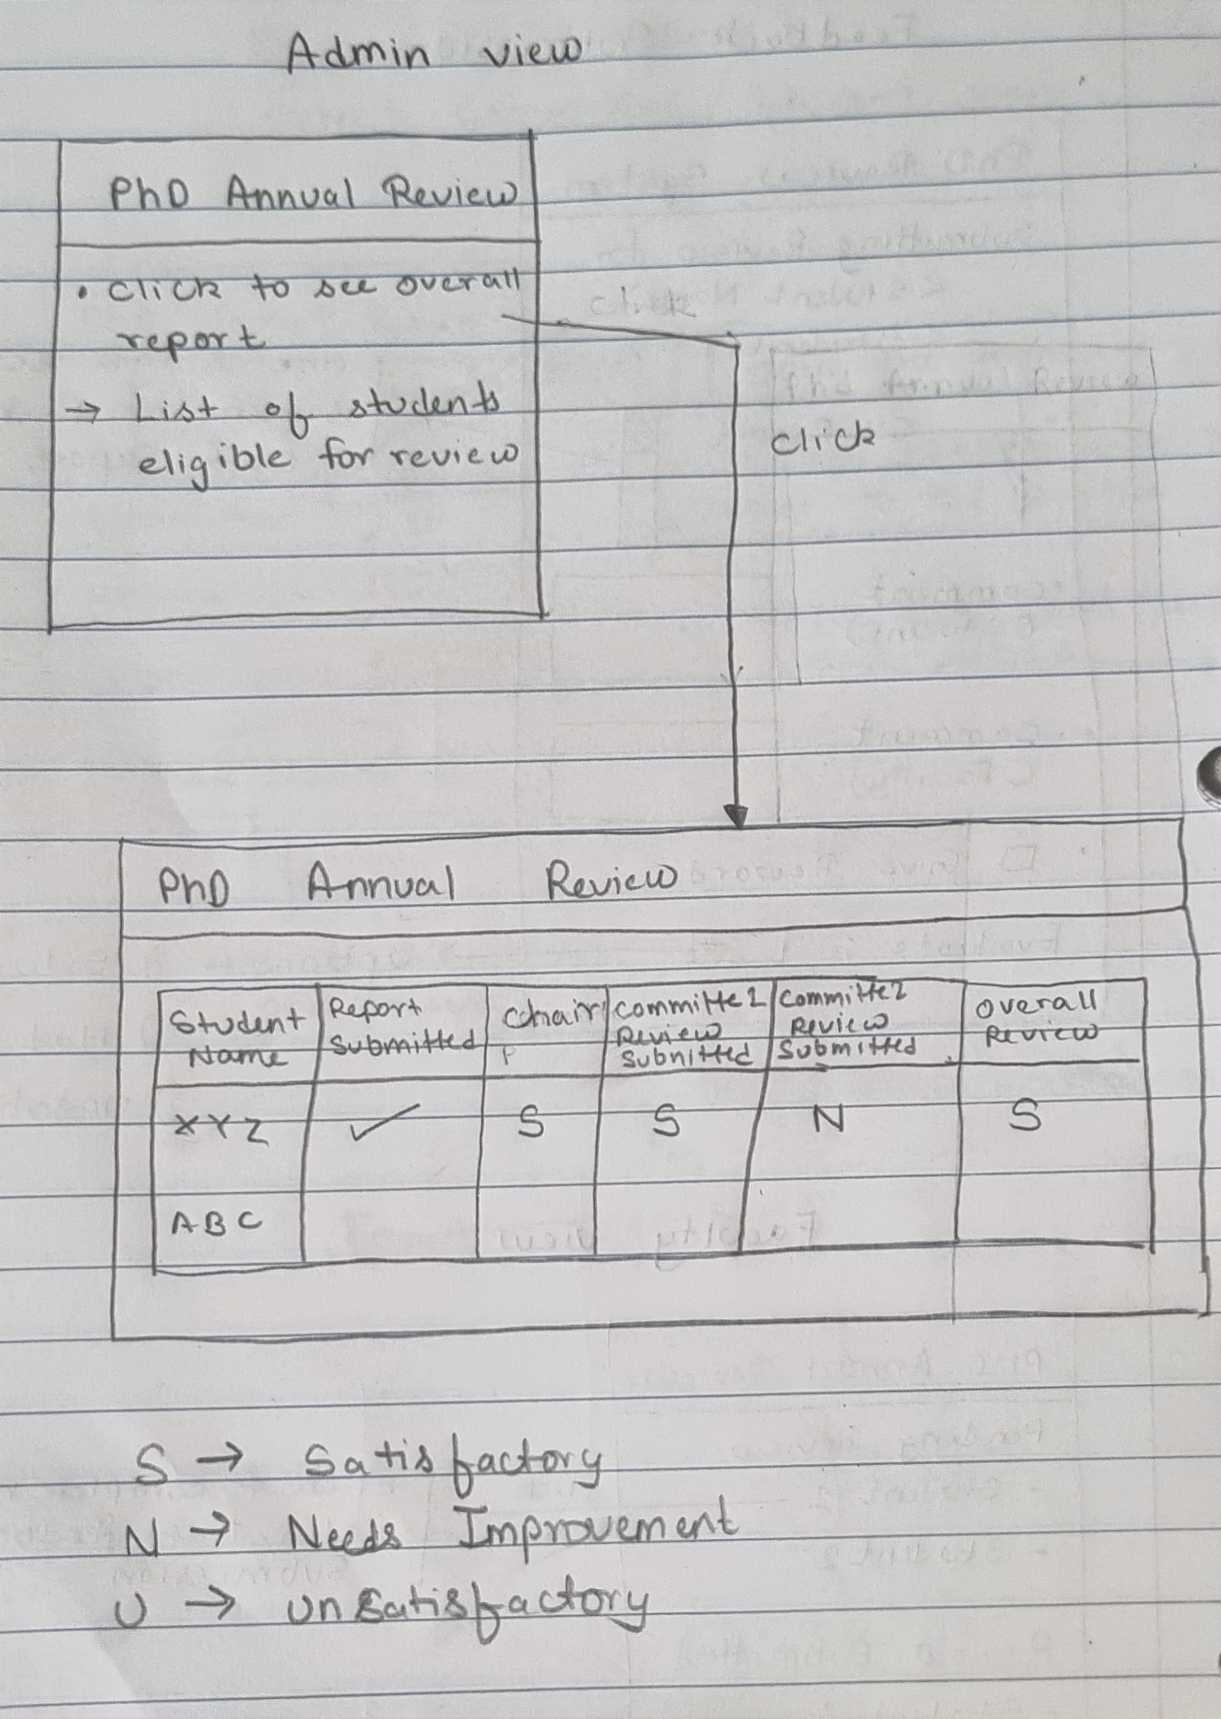 Admin view
PhD Annual Review
• Click to see overall
report
→ List of students
eligible for review
Click
PhD Annual Review
Student
Name
Report
Submitted
Chair
P
Committe 1
Review
Submitted
Committe 2
Review
Submitted
Overall
Review
XYZ ✓ S S N S
ABC
S → Satisfactory
N → Needs Improvement
U → Unsatisfactory